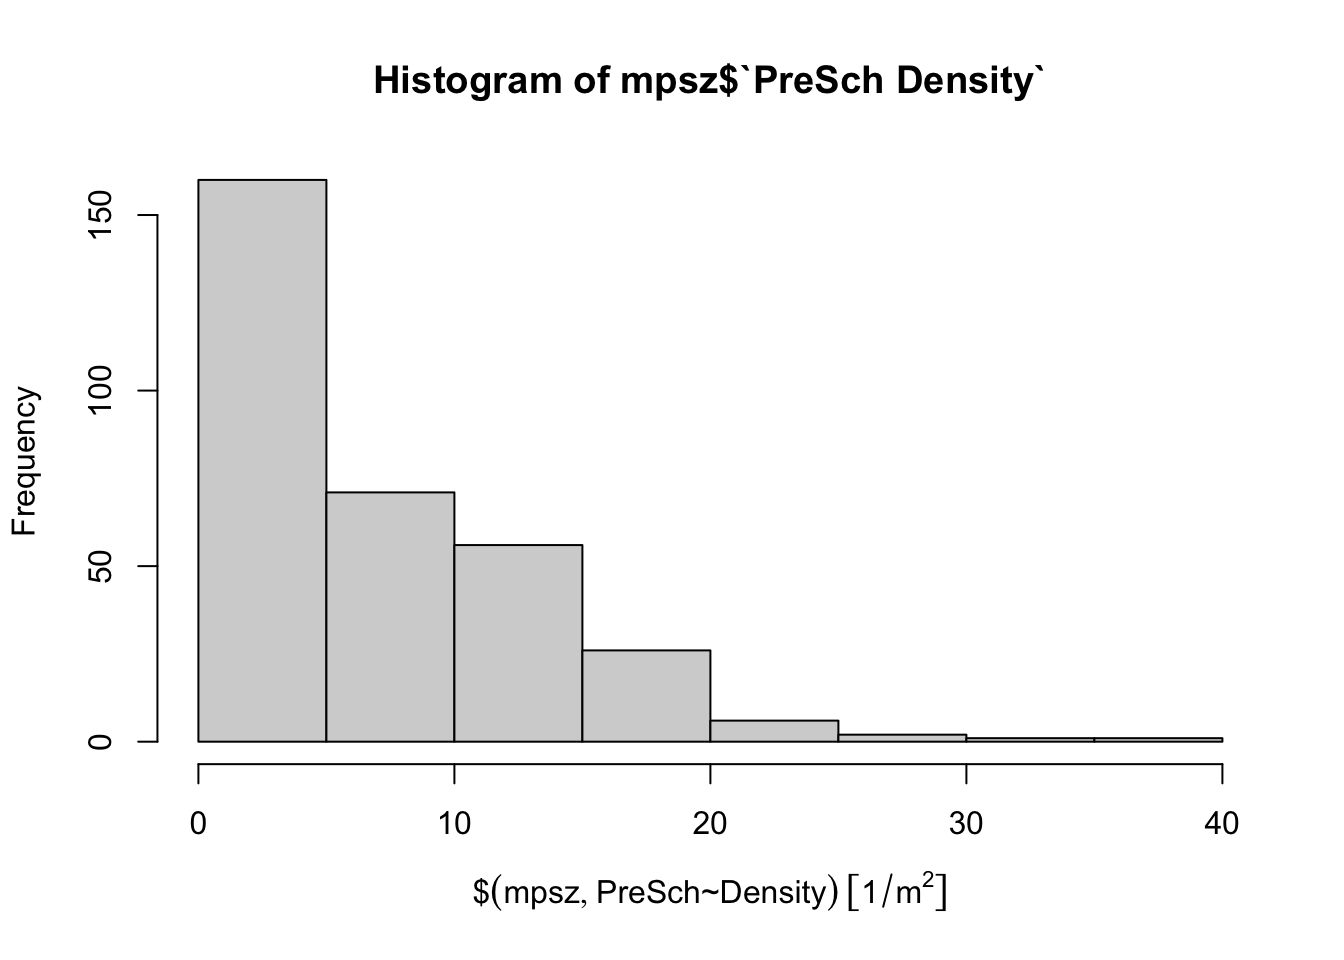 Histogram of mpsz$`PreSch Density`
Frequency
150
100
50
0
0 10 20 30 40
$(mpsz, PreSch~Density) [1/m²]